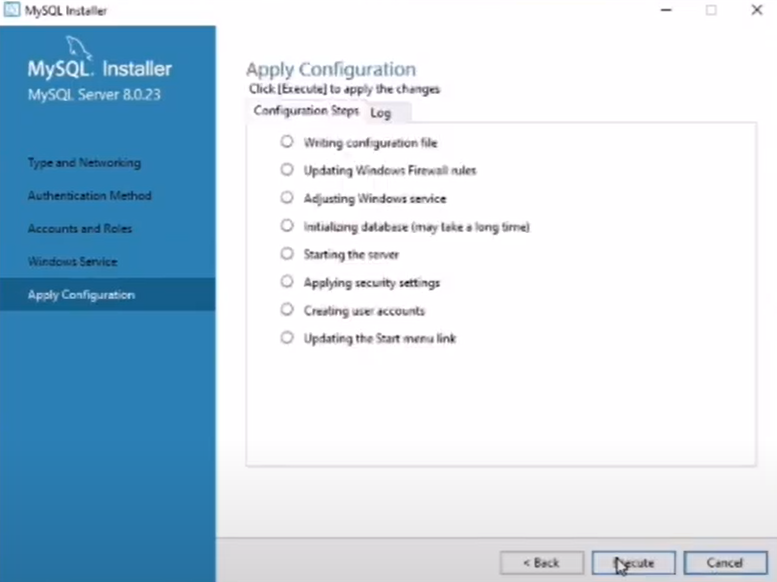 MySQL Installer
MySQL. Installer
MySQL Server 8.0.23
Type and Networking
Authentication Method
Accounts and Roles
Windows Service
Apply Configuration
Apply Configuration
Click [Execute] to apply the changes
Configuration Steps Log
Writing configuration file
Updating Windows Firewall rules
Adjusting Windows service
Initializing database (may take a long time)
Starting the server
Applying security settings
Creating user accounts
Updating the Start menu link
< Back Execute Cancel